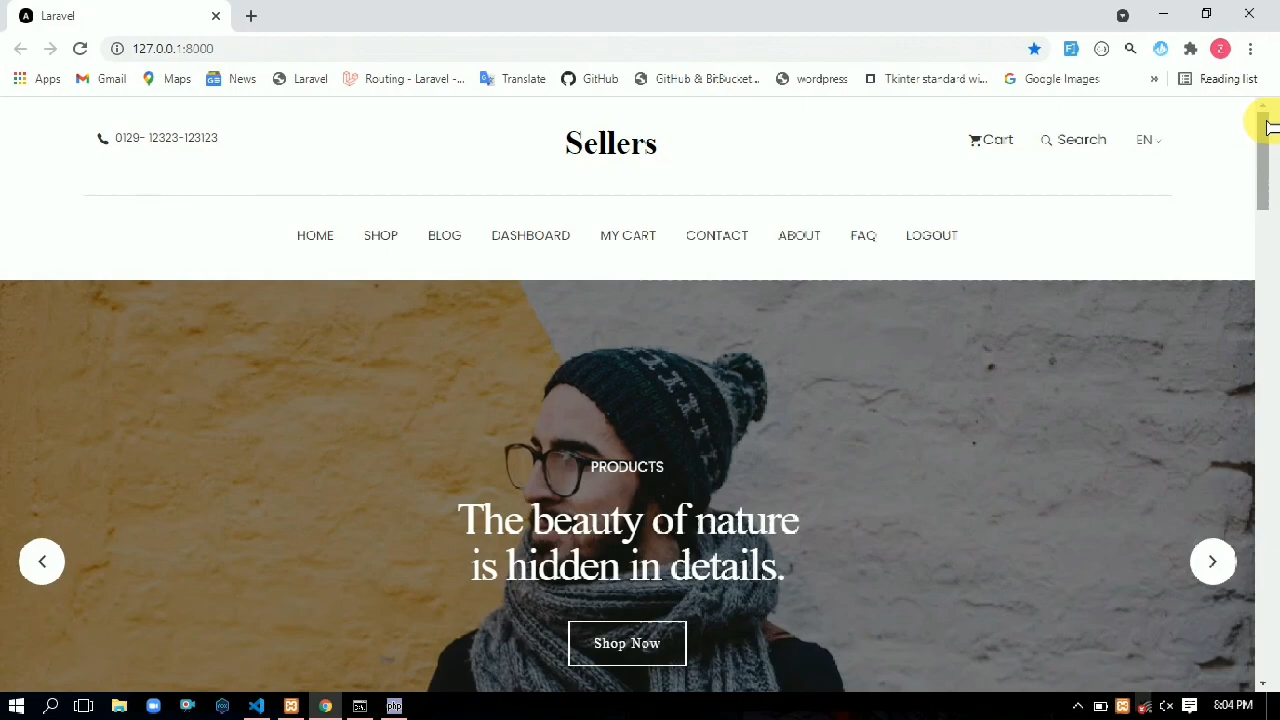 Laravel
127.0.0.1:8000
Apps Gmail Maps News Laravel Routing - Laravel -... Translate GitHub GitHub & BitBucket... wordpress Tkinter standard wi... Google Images » Reading list
0129- 12323-123123
Sellers
Cart Search EN
HOME SHOP BLOG DASHBOARD MY CART CONTACT ABOUT FAQ LOGOUT
PRODUCTS
The beauty of nature
is hidden in details.
Shop Now
php
8:04 PM